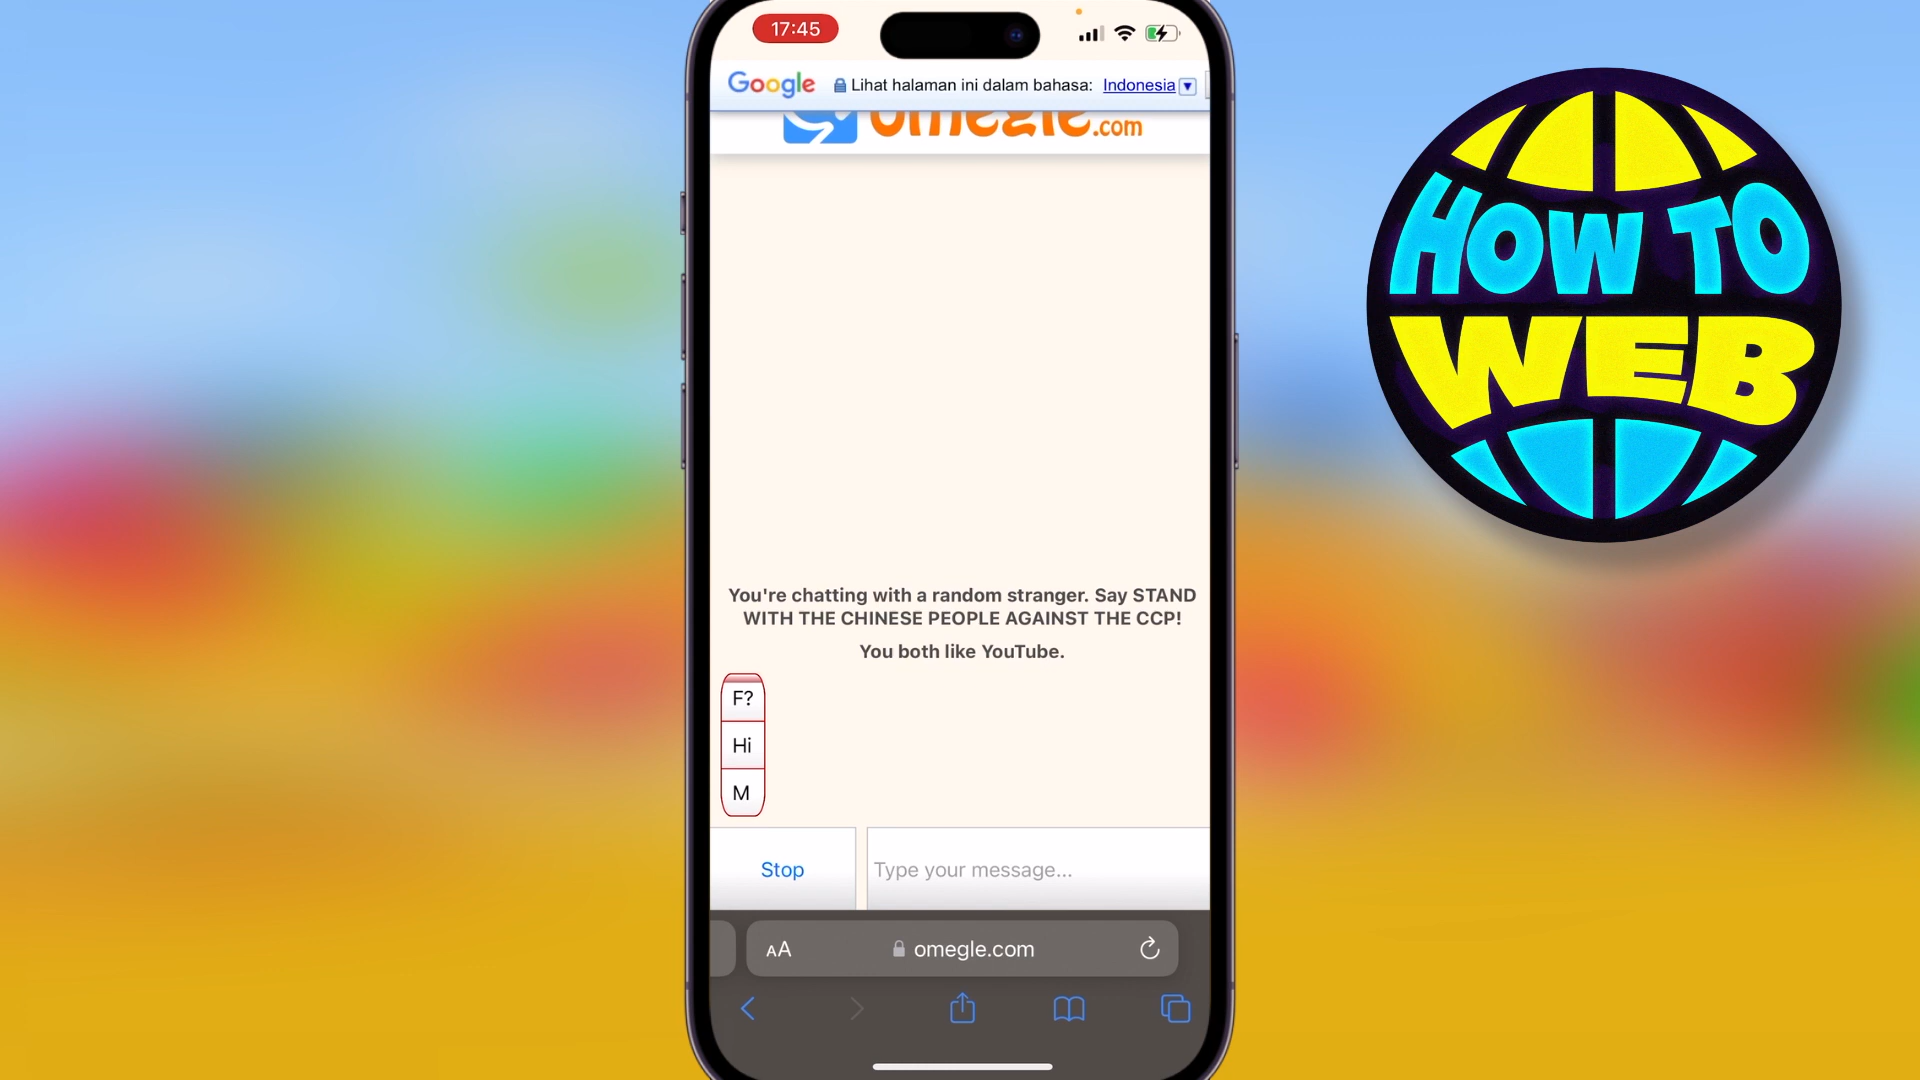 17:45
Google Lihat halaman ini dalam bahasa: Indonesia
omegle.com
You're chatting with a random stranger. Say STAND
WITH THE CHINESE PEOPLE AGAINST THE CCP!
You both like YouTube.
F?
Hi
M
Stop
Type your message...
AA omegle.com
HOW TO
WEB